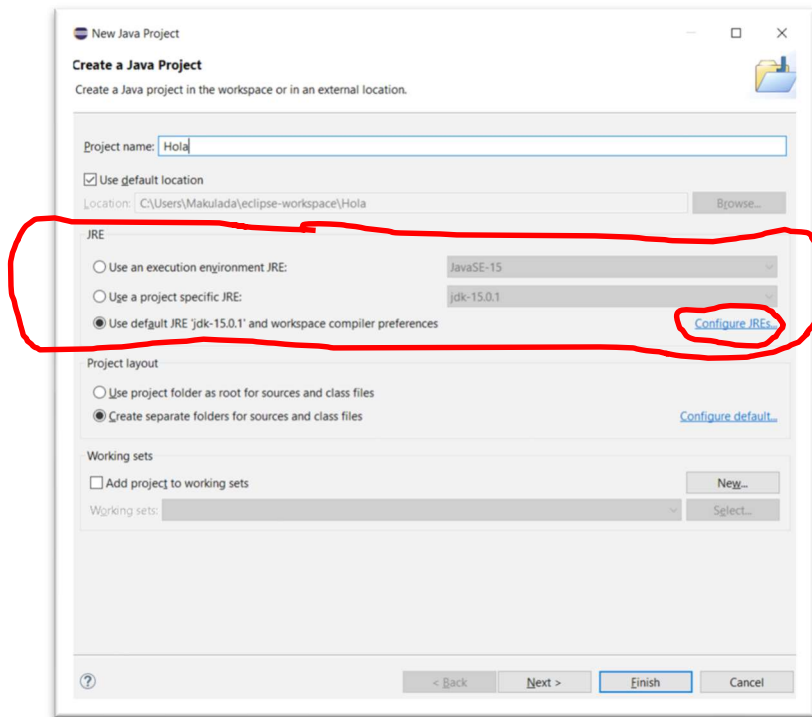 New Java Project
Create a Java Project
Create a Java project in the workspace or in an external location.
Project name: Hola
Use default location
Location: C:\Users\Makulada\eclipse-workspace\Hola Browse...
JRE
Use an execution environment JRE: JavaSE-15
Use a project specific JRE: jdk-15.0.1
Use default JRE 'jdk-15.0.1' and workspace compiler preferences Configure JREs...
Project layout
Use project folder as root for sources and class files
Create separate folders for sources and class files Configure default...
Working sets
Add project to working sets New...
Working sets: Select...
? < Back Next > Finish Cancel